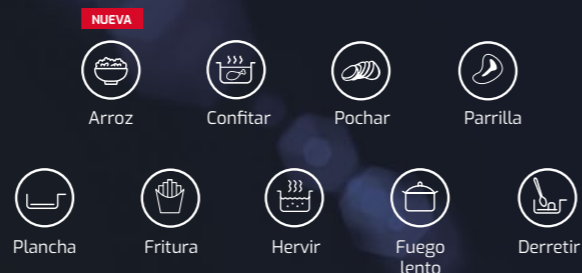 NUEVA
Arroz
Confitar
Pochar
Parrilla
Plancha
Fritura
Hervir
Fuego
lento
Derretir